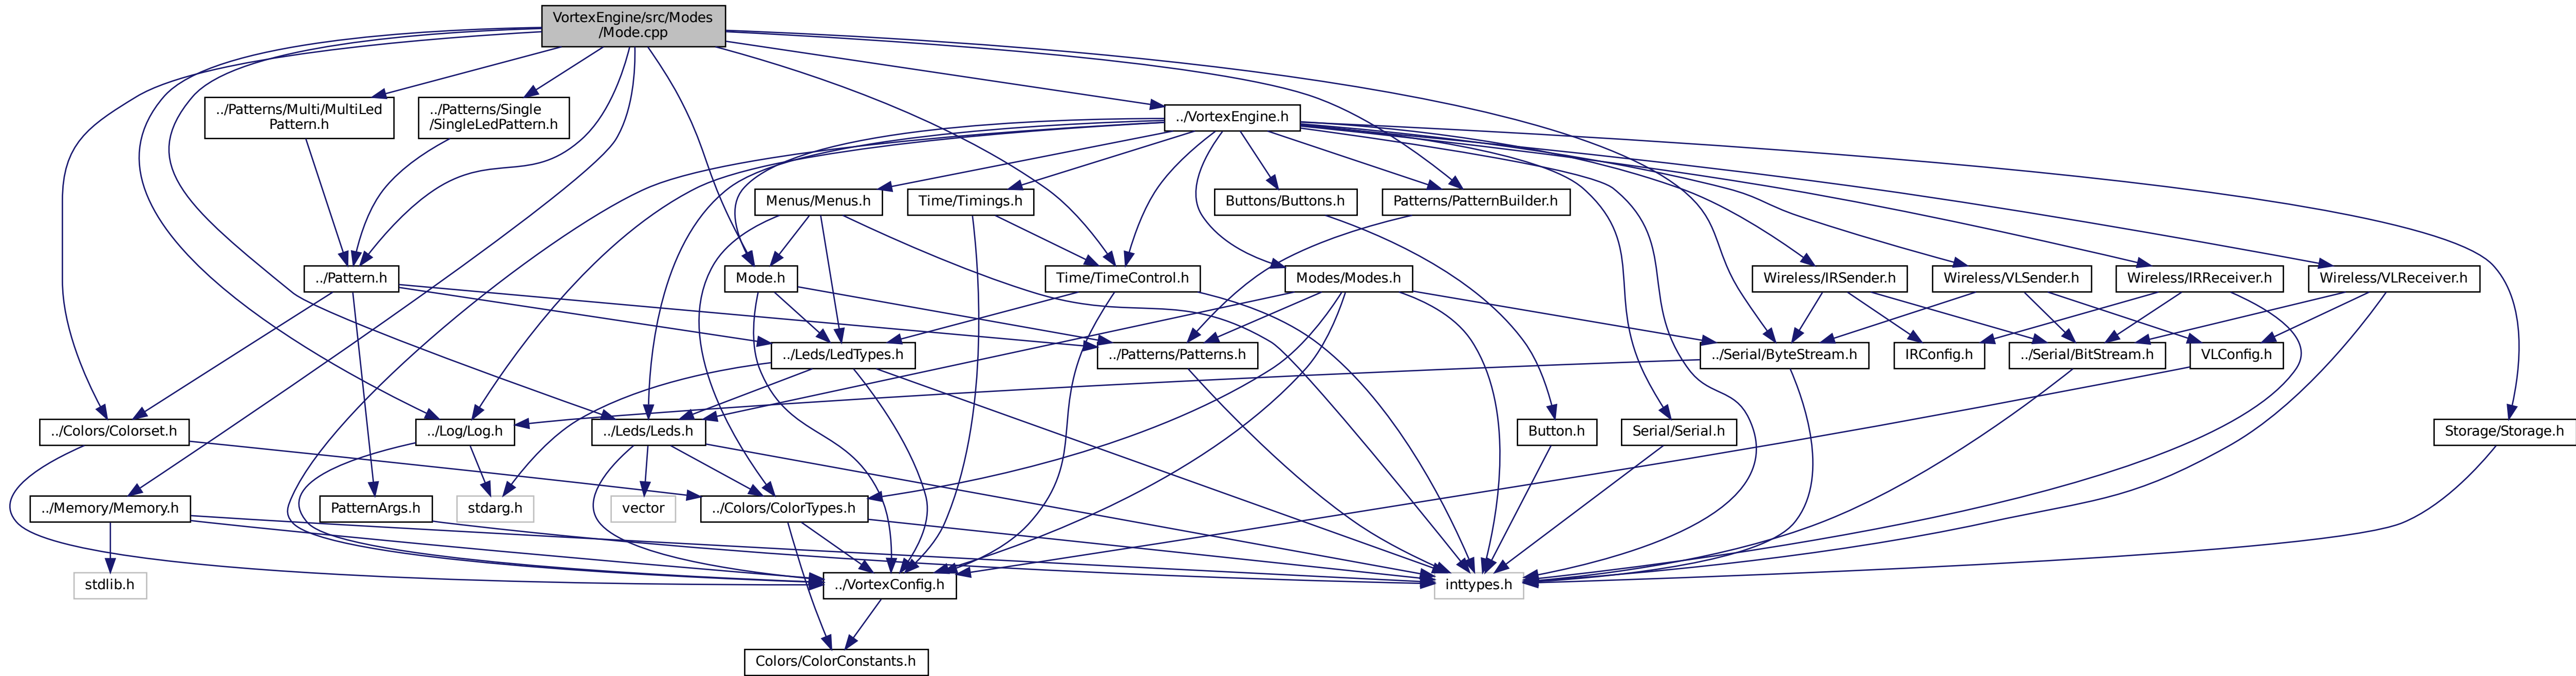 VortexEngine/src/Modes
/Mode.cpp
../Patterns/Multi/MultiLed
Pattern.h
../Patterns/Single
/SingleLedPattern.h
../VortexEngine.h
Menus/Menus.h
Time/Timings.h
Buttons/Buttons.h
Patterns/PatternBuilder.h
../Pattern.h
Mode.h
Time/TimeControl.h
Modes/Modes.h
Wireless/IRSender.h
Wireless/VLSender.h
Wireless/IRReceiver.h
Wireless/VLReceiver.h
../Leds/LedTypes.h
../Patterns/Patterns.h
../Serial/ByteStream.h
IRConfig.h
../Serial/BitStream.h
VLConfig.h
../Colors/Colorset.h
../Log/Log.h
../Leds/Leds.h
Button.h
Serial/Serial.h
Storage/Storage.h
../Memory/Memory.h
PatternArgs.h
stdarg.h
vector
../Colors/ColorTypes.h
stdlib.h
../VortexConfig.h
inttypes.h
Colors/ColorConstants.h